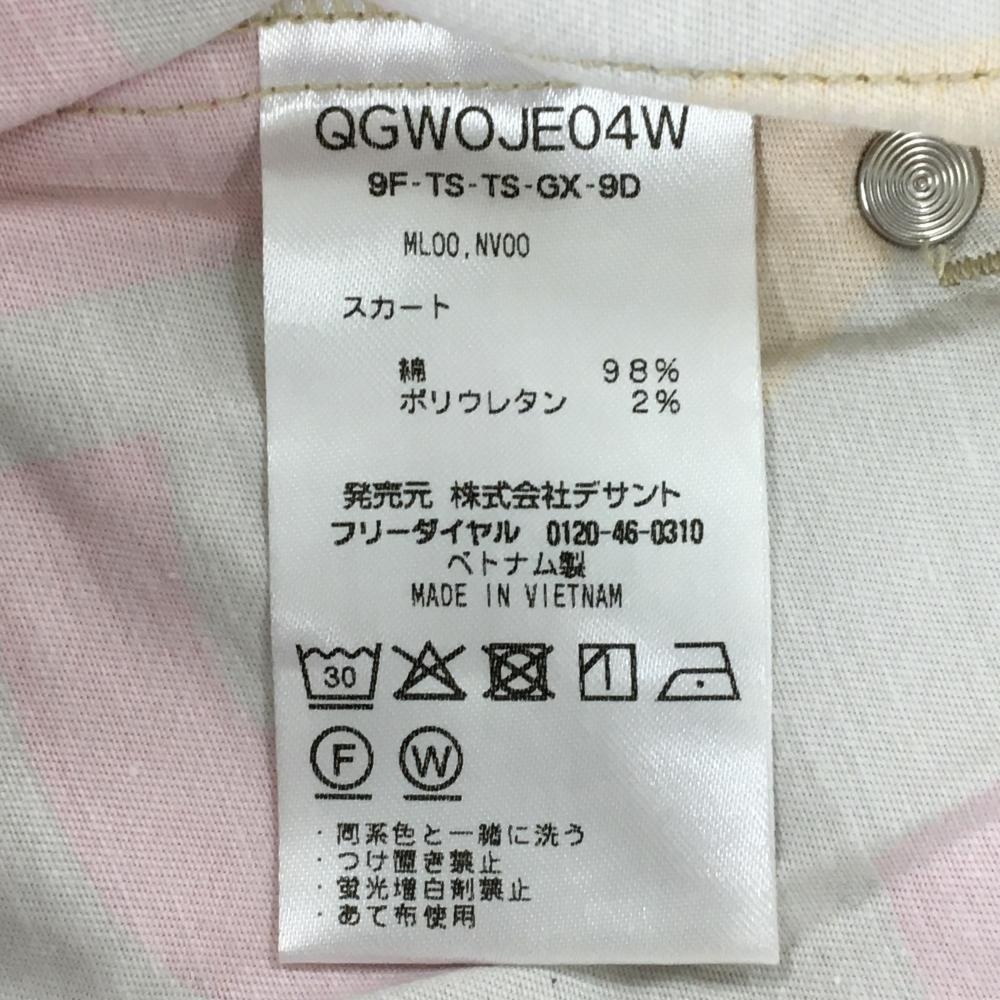 QGWOJE04W
9F-TS-TS-GX-9D
ML00,NV00
スカート
綿 98%
ポリウレタン 2%
発売元 株式会社デサント
フリーダイヤル 0120-46-0310
ベトナム製
MADE IN VIETNAM
30
F W
・同系色と一緒に洗う
・つけ置き禁止
・蛍光増白剤禁止
・あて布使用